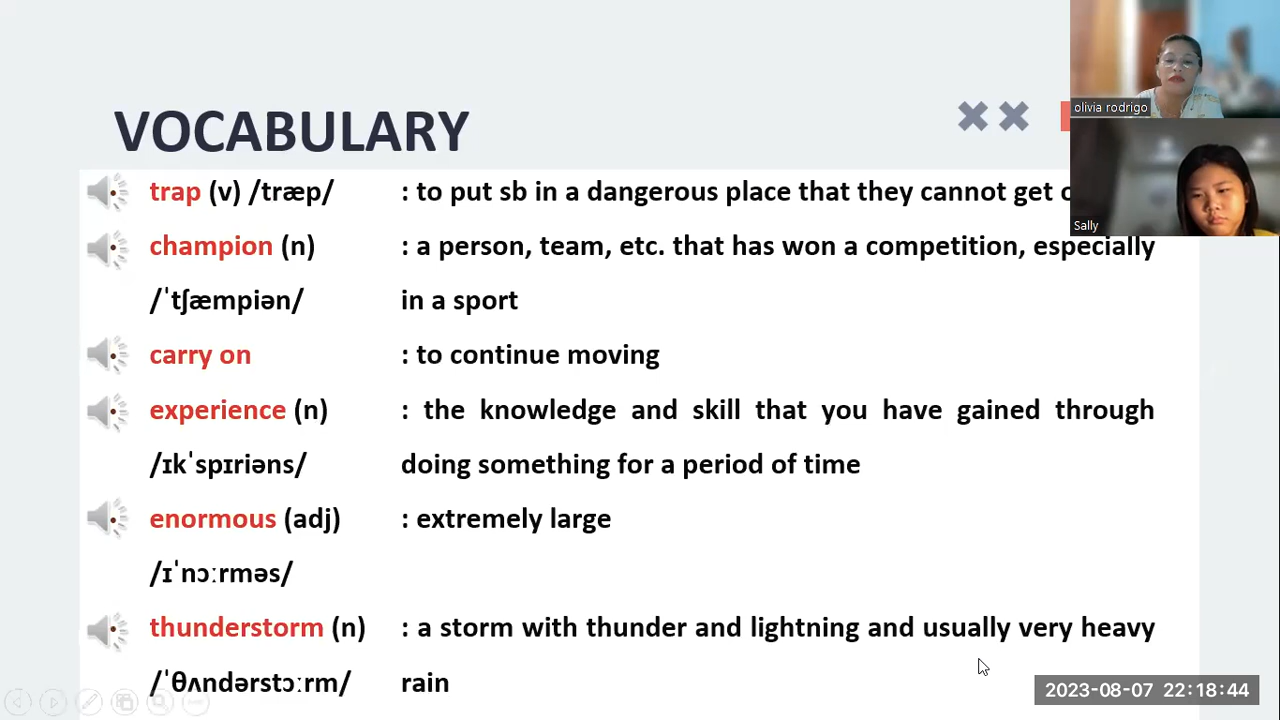 VOCABULARY
trap (v) /træp/ : to put sb in a dangerous place that they cannot get
champion (n) : a person, team, etc. that has won a competition, especially
/ˈtʃæmpiən/ in a sport
carry on : to continue moving
experience (n) : the knowledge and skill that you have gained through
/ɪkˈspɪriəns/ doing something for a period of time
enormous (adj) : extremely large
/ɪˈnɔːrməs/
thunderstorm (n) : a storm with thunder and lightning and usually very heavy
/ˈθʌndərstɔːrm/ rain
olivia rodrigo
Sally
2023-08-07 22:18:44